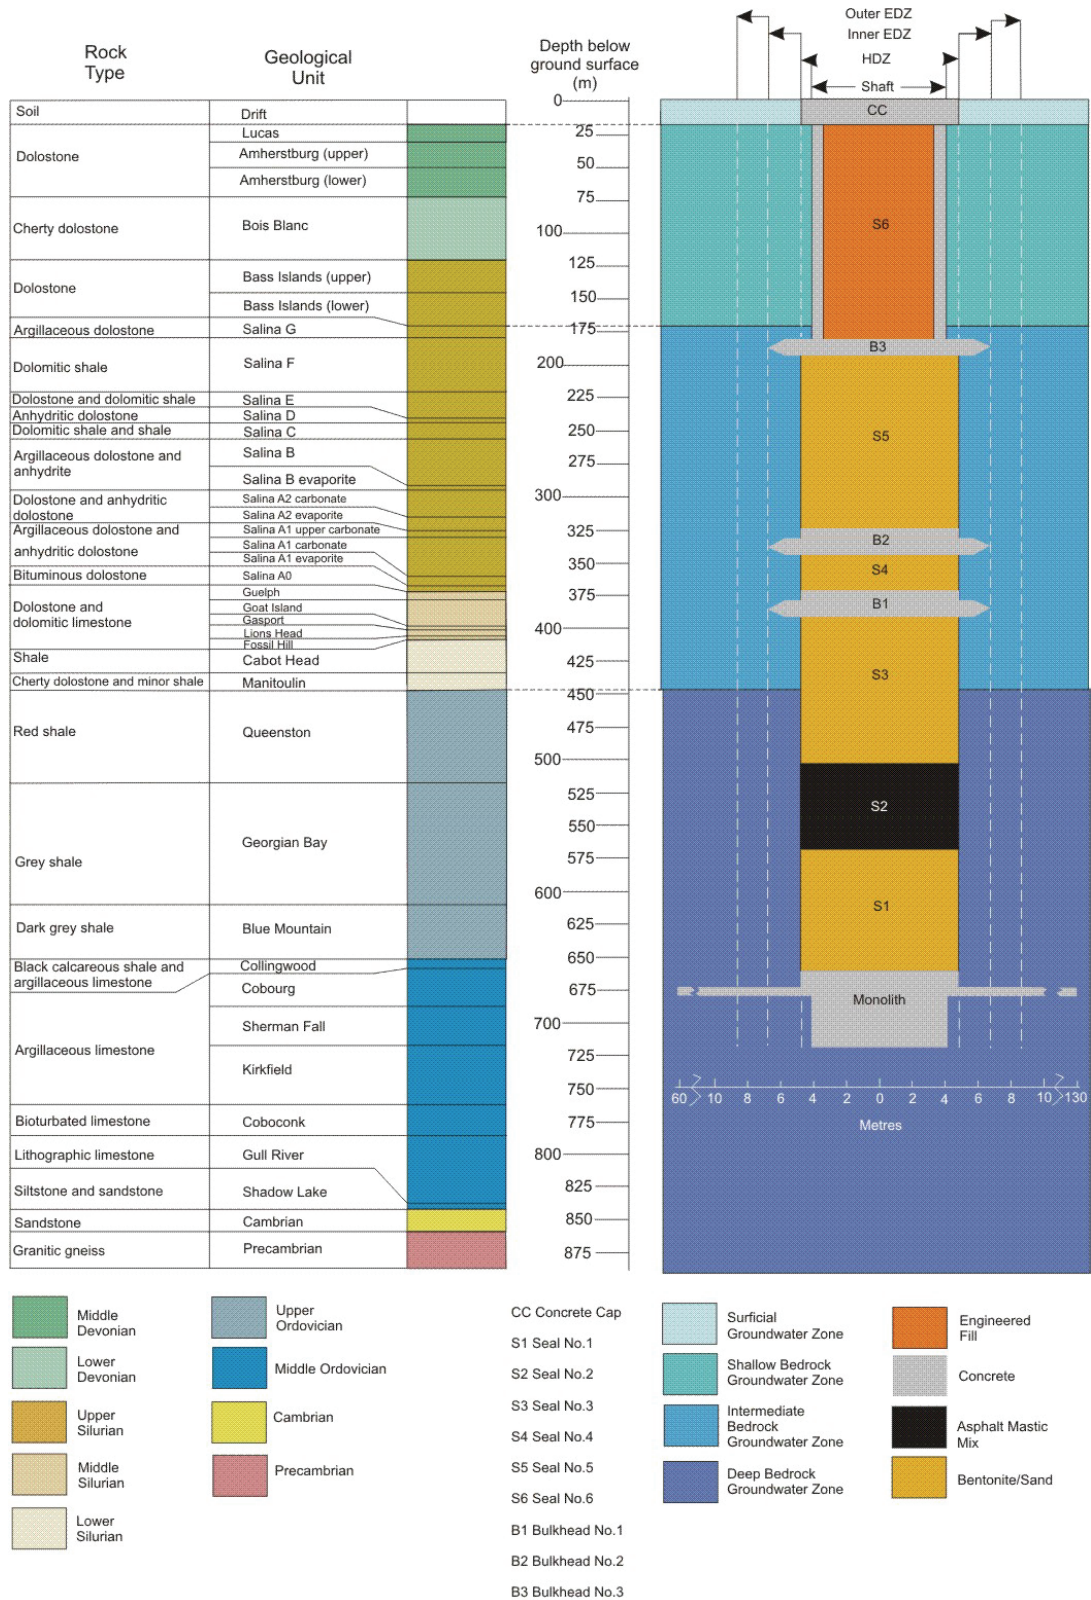 Outer EDZ
Inner EDZ
HDZ
Shaft
Rock
Type
Geological
Unit
Depth below
ground surface
(m)
Soil
Drift
Lucas
Dolostone
Amherstburg (upper)
Amherstburg (lower)
Cherty dolostone
Bois Blanc
Dolostone
Bass Islands (upper)
Bass Islands (lower)
Argillaceous dolostone
Salina G
Dolomitic shale
Salina F
Dolostone and dolomitic shale
Salina E
Anhydritic dolostone
Salina D
Dolomitic shale and shale
Salina C
Argillaceous dolostone and
anhydrite
Salina B
Salina B evaporite
Dolostone and anhydritic
dolostone
Salina A2 carbonate
Salina A2 evaporite
Argillaceous dolostone and
anhydritic dolostone
Salina A1 upper carbonate
Salina A1 carbonate
Salina A1 evaporite
Bituminous dolostone
Salina A0
Dolostone and
dolomitic limestone
Guelph
Goat Island
Gasport
Lions Head
Fossil Hill
Shale
Cabot Head
Cherty dolostone and minor shale
Manitoulin
Red shale
Queenston
Grey shale
Georgian Bay
Dark grey shale
Blue Mountain
Black calcareous shale and
argillaceous limestone
Collingwood
Cobourg
Argillaceous limestone
Sherman Fall
Kirkfield
Bioturbated limestone
Coboconk
Lithographic limestone
Gull River
Siltstone and sandstone
Shadow Lake
Sandstone
Cambrian
Granitic gneiss
Precambrian
0
25
50
75
100
125
150
175
200
225
250
275
300
325
350
375
400
425
450
475
500
525
550
575
600
625
650
675
700
725
750
775
800
825
850
875
CC
S6
B3
S5
B2
S4
B1
S3
S2
S1
Monolith
60 10 8 6 4 2 0 2 4 6 8 10 130
Metres
Middle
Devonian
Lower
Devonian
Upper
Silurian
Middle
Silurian
Lower
Silurian
Upper
Ordovician
Middle Ordovician
Cambrian
Precambrian
CC Concrete Cap
S1 Seal No.1
S2 Seal No.2
S3 Seal No.3
S4 Seal No.4
S5 Seal No.5
S6 Seal No.6
B1 Bulkhead No.1
B2 Bulkhead No.2
B3 Bulkhead No.3
Surficial
Groundwater Zone
Shallow Bedrock
Groundwater Zone
Intermediate
Bedrock
Groundwater Zone
Deep Bedrock
Groundwater Zone
Engineered
Fill
Concrete
Asphalt Mastic
Mix
Bentonite/Sand